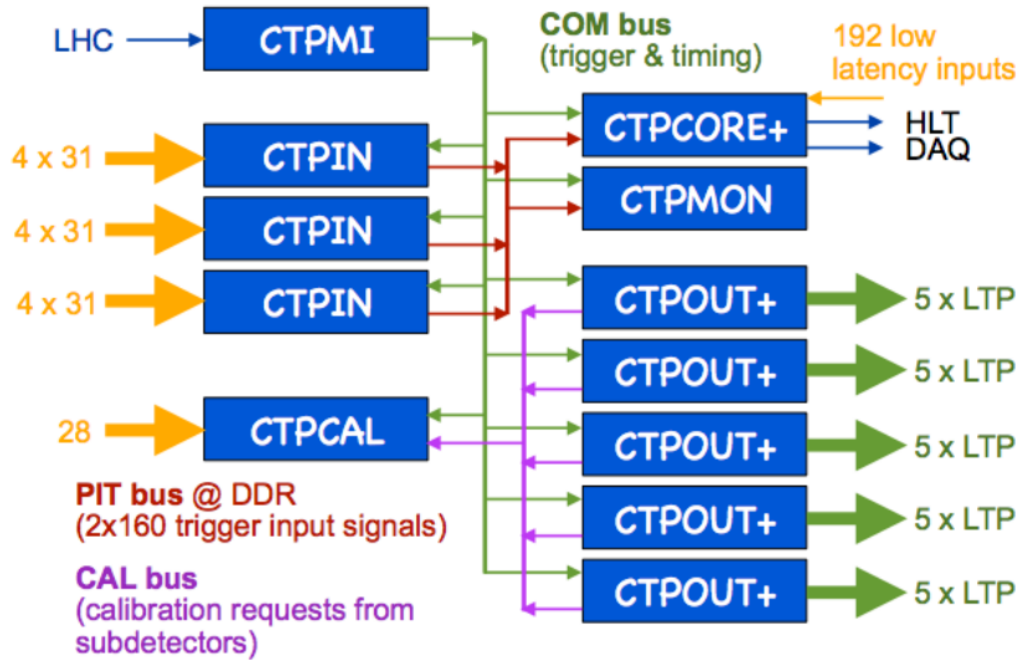 LHC
CTPMI
COM bus
(trigger & timing)
192 low
latency inputs
CTPCORE+
HLT
DAQ
4 x 31
CTPIN
CTPMON
4 x 31
CTPIN
4 x 31
CTPIN
CTPOUT+
5 x LTP
CTPOUT+
5 x LTP
28
CTPCAL
CTPOUT+
5 x LTP
PIT bus @ DDR
(2x160 trigger input signals)
CTPOUT+
5 x LTP
CAL bus
(calibration requests from
subdetectors)
CTPOUT+
5 x LTP